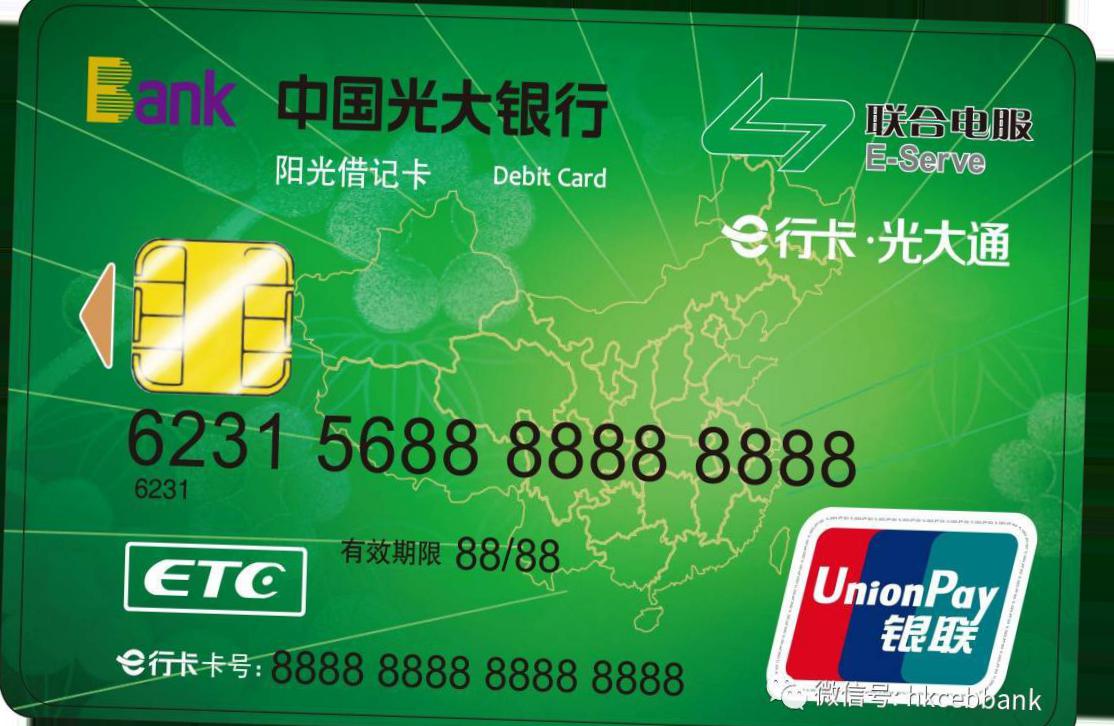 Bank 中国光大银行
阳光借记卡 Debit Card
联合电服
E-Serve
e行卡·光大通
6231 5688 8888 8888
6231
有效期限 88/88
ETC
e行卡卡号:8888 8888 8888 8888
UnionPay
银联
微信号: hkcebbank